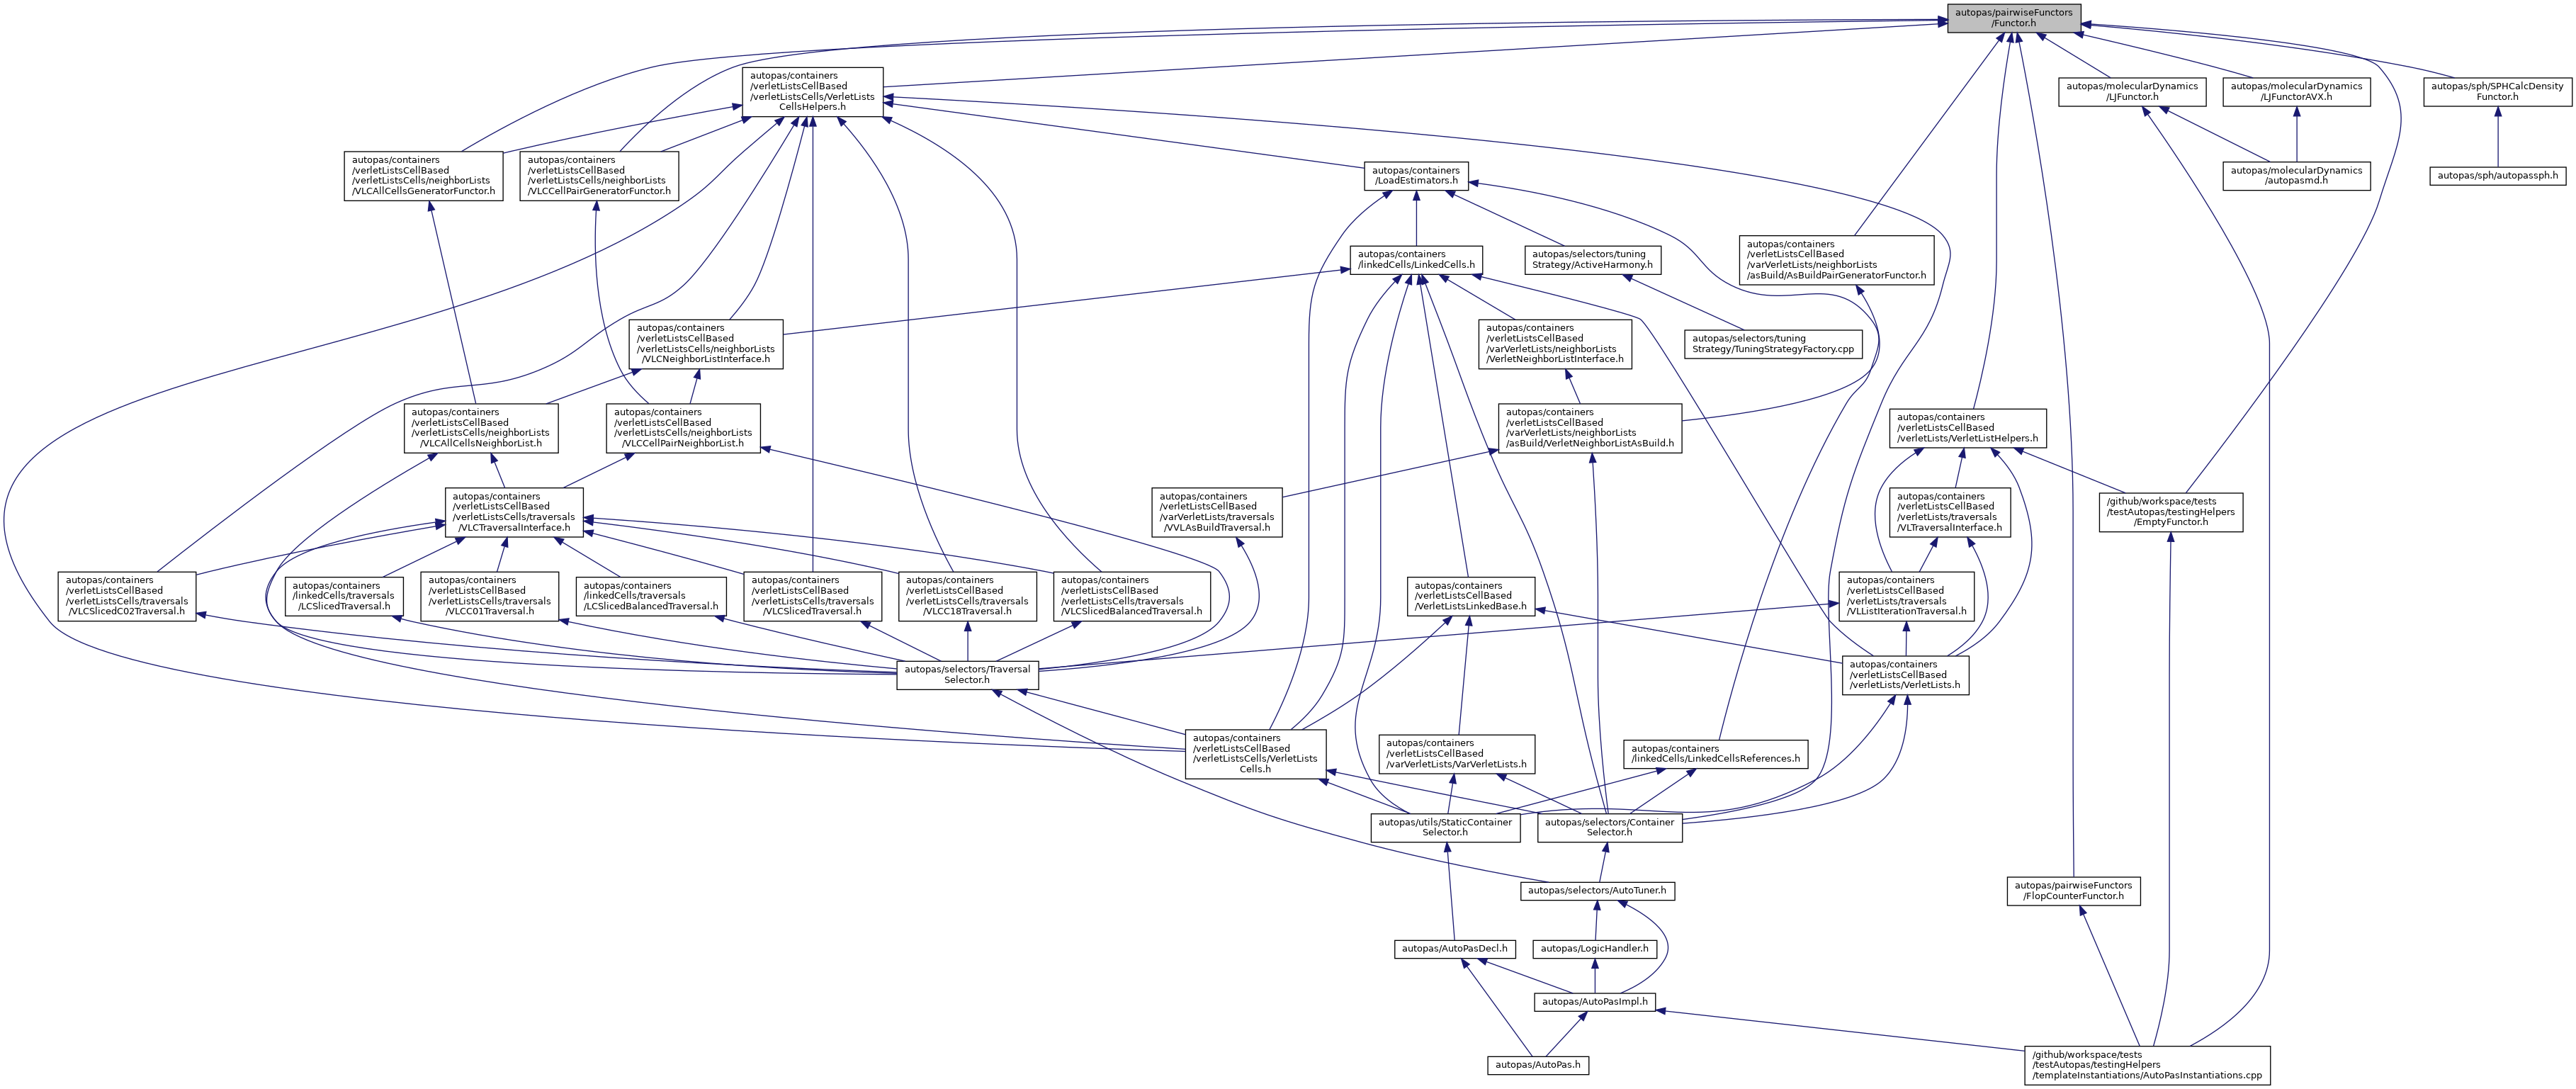 autopas/pairwiseFunctors
/Functor.h
autopas/containers
/verletListsCellBased
/verletListsCells/VerletLists
CellsHelpers.h
autopas/molecularDynamics
/LJFunctor.h
autopas/molecularDynamics
/LJFunctorAVX.h
autopas/sph/SPHCalcDensity
Functor.h
autopas/containers
/verletListsCellBased
/verletListsCells/neighborLists
/VLCAllCellsGeneratorFunctor.h
autopas/containers
/verletListsCellBased
/verletListsCells/neighborLists
/VLCCellPairGeneratorFunctor.h
autopas/containers
/LoadEstimators.h
autopas/molecularDynamics
/autopasmd.h
autopas/sph/autopassph.h
autopas/containers
/linkedCells/LinkedCells.h
autopas/selectors/tuning
Strategy/ActiveHarmony.h
autopas/containers
/verletListsCellBased
/varVerletLists/neighborLists
/asBuild/AsBuildPairGeneratorFunctor.h
autopas/containers
/verletListsCellBased
/verletListsCells/neighborLists
/VLCNeighborListInterface.h
autopas/containers
/verletListsCellBased
/varVerletLists/neighborLists
/VerletNeighborListInterface.h
autopas/selectors/tuning
Strategy/TuningStrategyFactory.cpp
autopas/containers
/verletListsCellBased
/verletListsCells/neighborLists
/VLCAllCellsNeighborList.h
autopas/containers
/verletListsCellBased
/verletListsCells/neighborLists
/VLCCellPairNeighborList.h
autopas/containers
/verletListsCellBased
/varVerletLists/neighborLists
/asBuild/VerletNeighborListAsBuild.h
autopas/containers
/verletListsCellBased
/verletLists/VerletListHelpers.h
autopas/containers
/verletListsCellBased
/verletListsCells/traversals
/VLCTraversalInterface.h
autopas/containers
/verletListsCellBased
/varVerletLists/traversals
/VVLAsBuildTraversal.h
autopas/containers
/verletListsCellBased
/verletLists/traversals
/VLTraversalInterface.h
/github/workspace/tests
/testAutopas/testingHelpers
/EmptyFunctor.h
autopas/containers
/verletListsCellBased
/verletListsCells/traversals
/VLCSlicedC02Traversal.h
autopas/containers
/linkedCells/traversals
/LCSlicedTraversal.h
autopas/containers
/verletListsCellBased
/verletListsCells/traversals
/VLCC01Traversal.h
autopas/containers
/linkedCells/traversals
/LCSlicedBalancedTraversal.h
autopas/containers
/verletListsCellBased
/verletListsCells/traversals
/VLCSlicedTraversal.h
autopas/containers
/verletListsCellBased
/verletListsCells/traversals
/VLCC18Traversal.h
autopas/containers
/verletListsCellBased
/verletListsCells/traversals
/VLCSlicedBalancedTraversal.h
autopas/containers
/verletListsCellBased
/VerletListsLinkedBase.h
autopas/containers
/verletListsCellBased
/verletLists/traversals
/VLListIterationTraversal.h
autopas/selectors/Traversal
Selector.h
autopas/containers
/verletListsCellBased
/verletLists/VerletLists.h
autopas/containers
/verletListsCellBased
/verletListsCells/VerletLists
Cells.h
autopas/containers
/verletListsCellBased
/varVerletLists/VarVerletLists.h
autopas/containers
/linkedCells/LinkedCellsReferences.h
autopas/utils/StaticContainer
Selector.h
autopas/selectors/Container
Selector.h
autopas/selectors/AutoTuner.h
autopas/pairwiseFunctors
/FlopCounterFunctor.h
autopas/AutoPasDecl.h
autopas/LogicHandler.h
autopas/AutoPasImpl.h
autopas/AutoPas.h
/github/workspace/tests
/testAutopas/testingHelpers
/templateInstantiations/AutoPasInstantiations.cpp